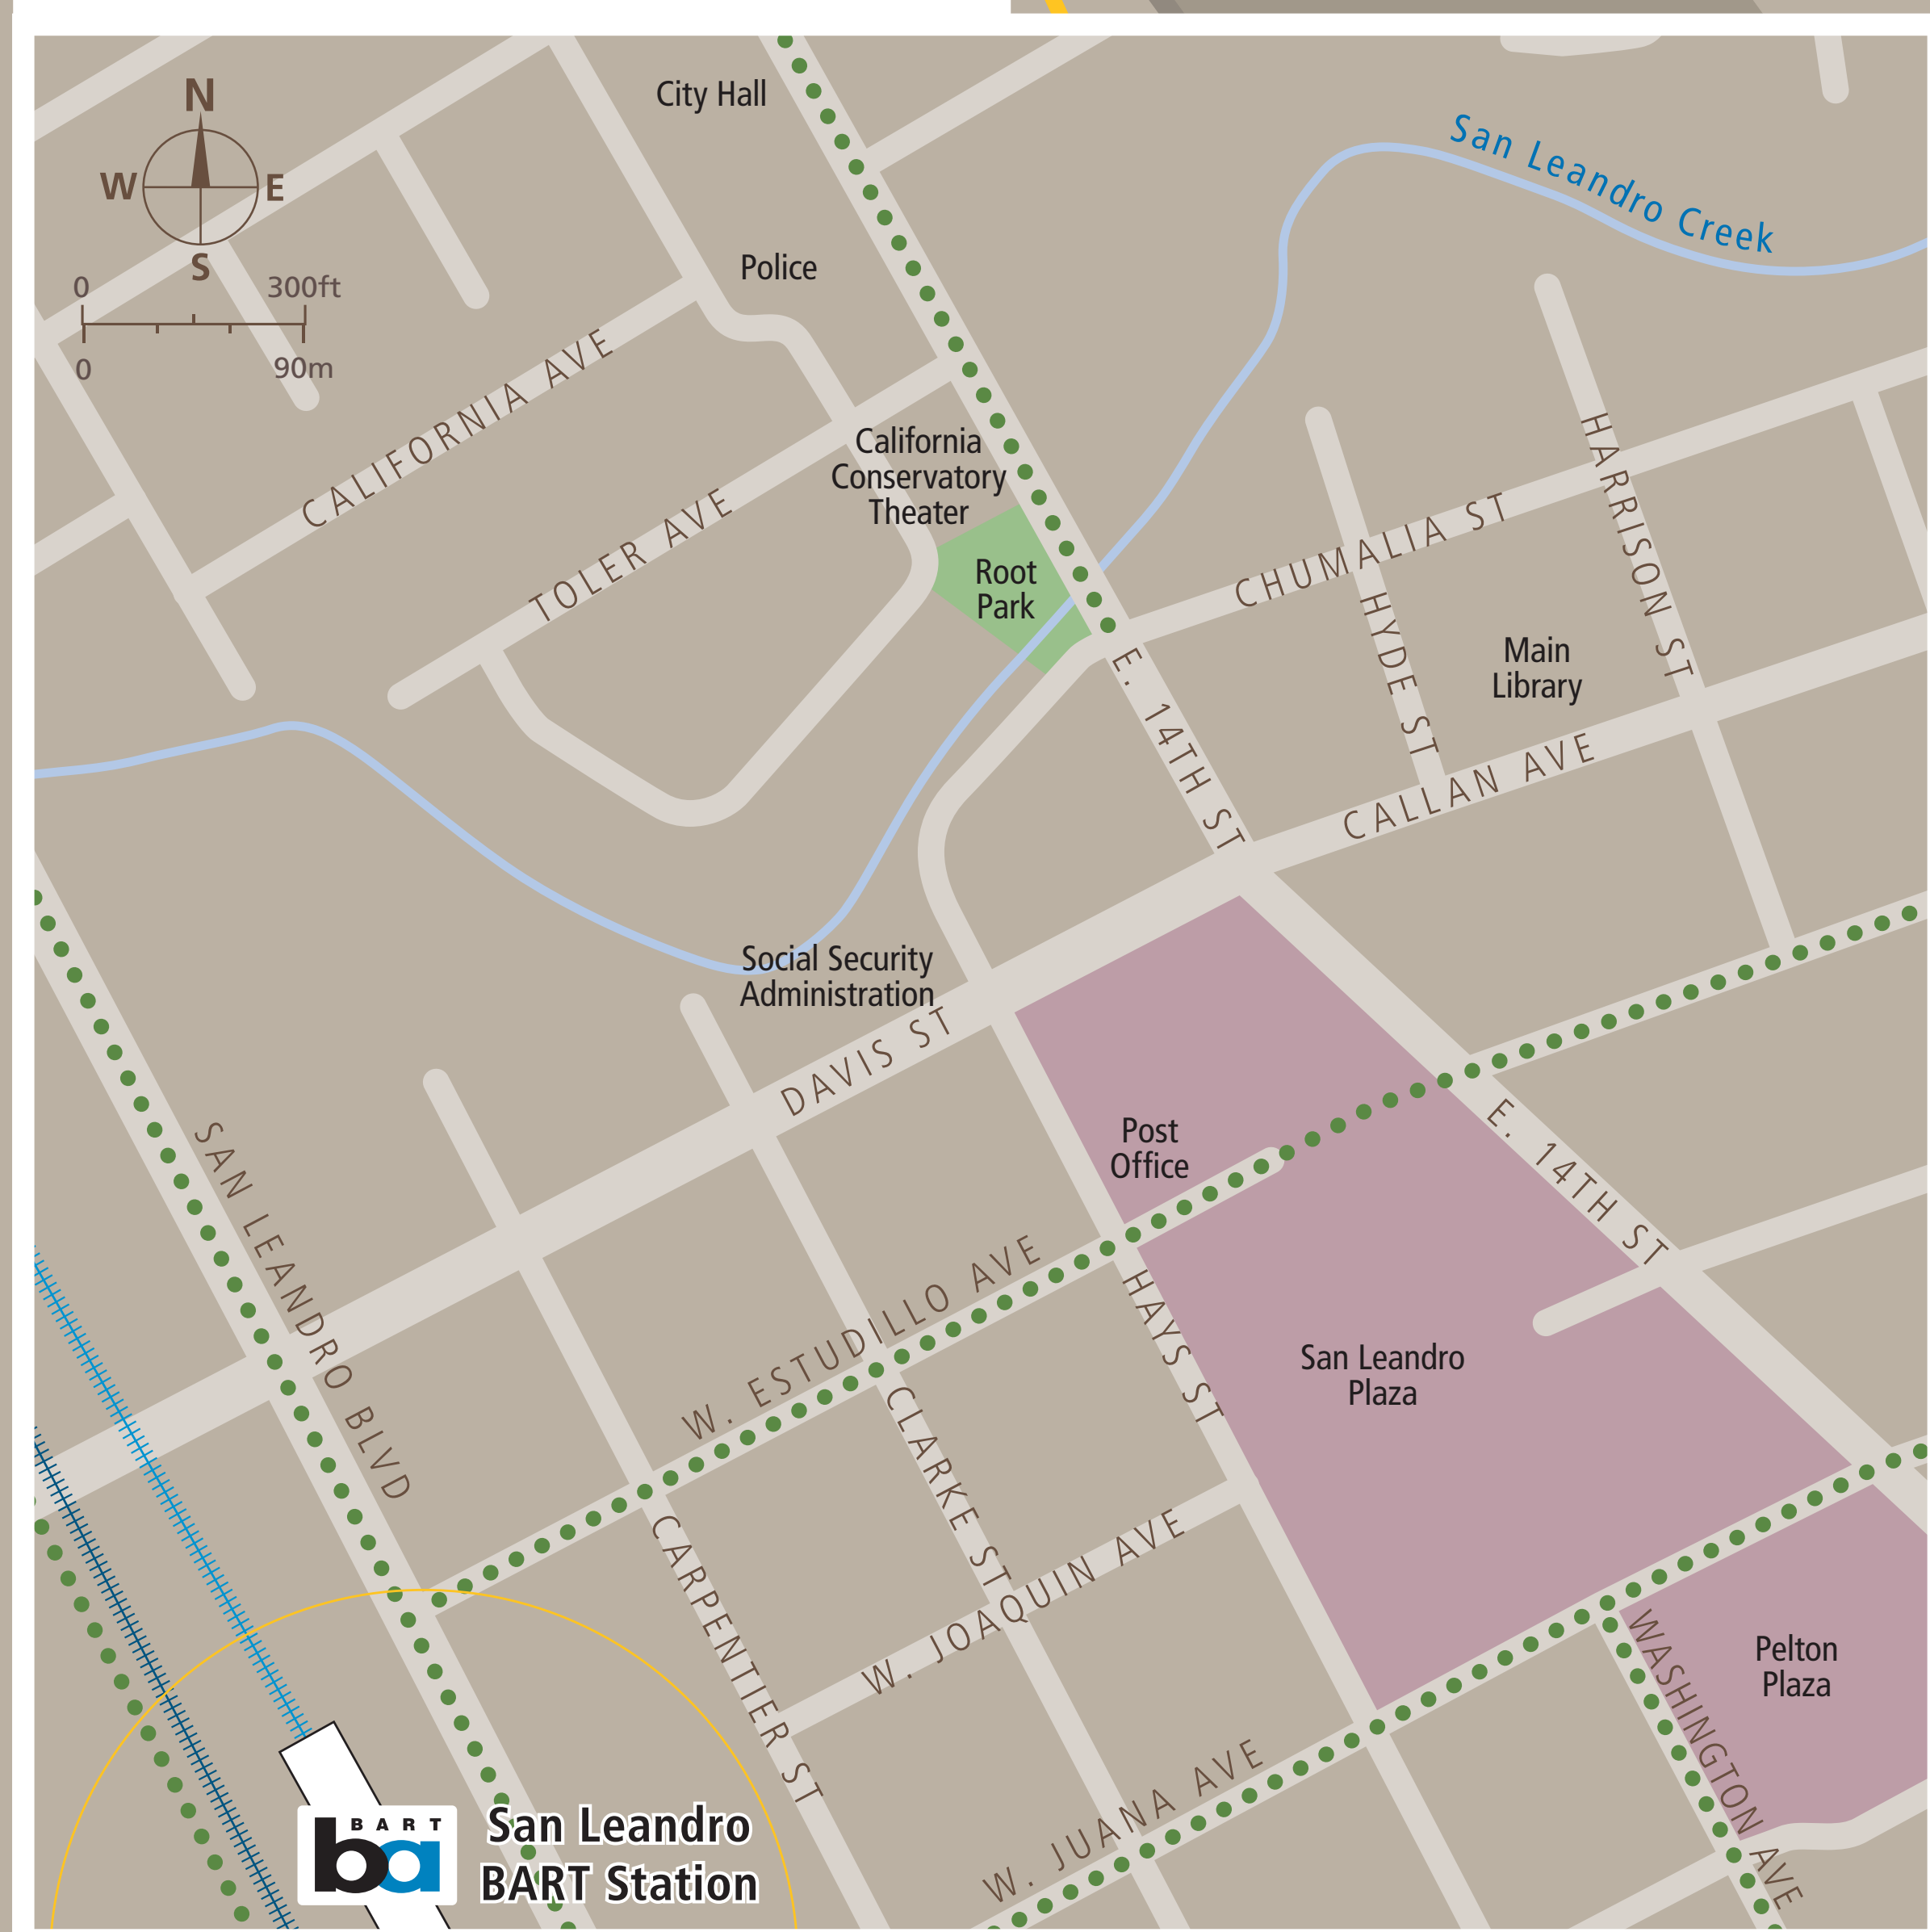 City Hall
San Leandro Creek
N
W
E
S
0
300ft
0
90m
Police
CALIFORNIA AVE
TOLER AVE
California
Conservatory
Theater
Root
Park
CHUMALIA ST
HARRISON ST
HYDE ST
Main
Library
E. 14TH ST
CALLAN AVE
Social Security
Administration
DAVIS ST
SAN LEANDRO BLVD
Post
Office
E. 14TH ST
W. ESTUDILLO AVE
HAYS ST
San Leandro
Plaza
CLARKE ST
CARPENTIER ST
W. JOAQUIN AVE
WASHINGTON AVE
Pelton
Plaza
W. JUANA AVE
BART
ba
San Leandro
BART Station